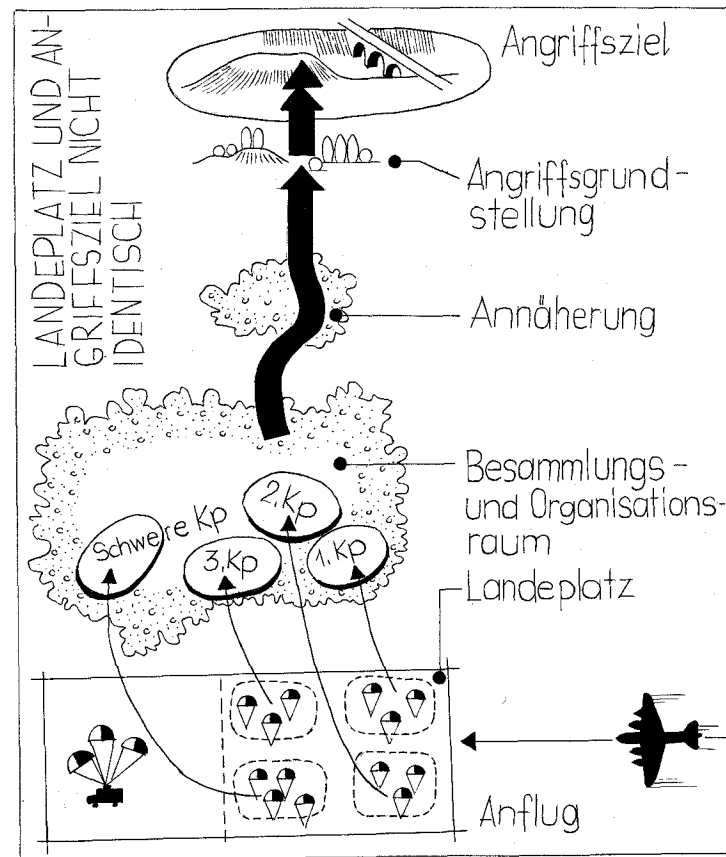 LANDEPLATZ UND AN-
GRIFFSZIEL NICHT
IDENTISCH
Angriffsziel
Angriffsgrund-
stellung
Annäherung
Besammlungs-
und Organisations-
raum
Landeplatz
Schwere Kp
3.Kp
2.Kp
1.Kp
Anflug